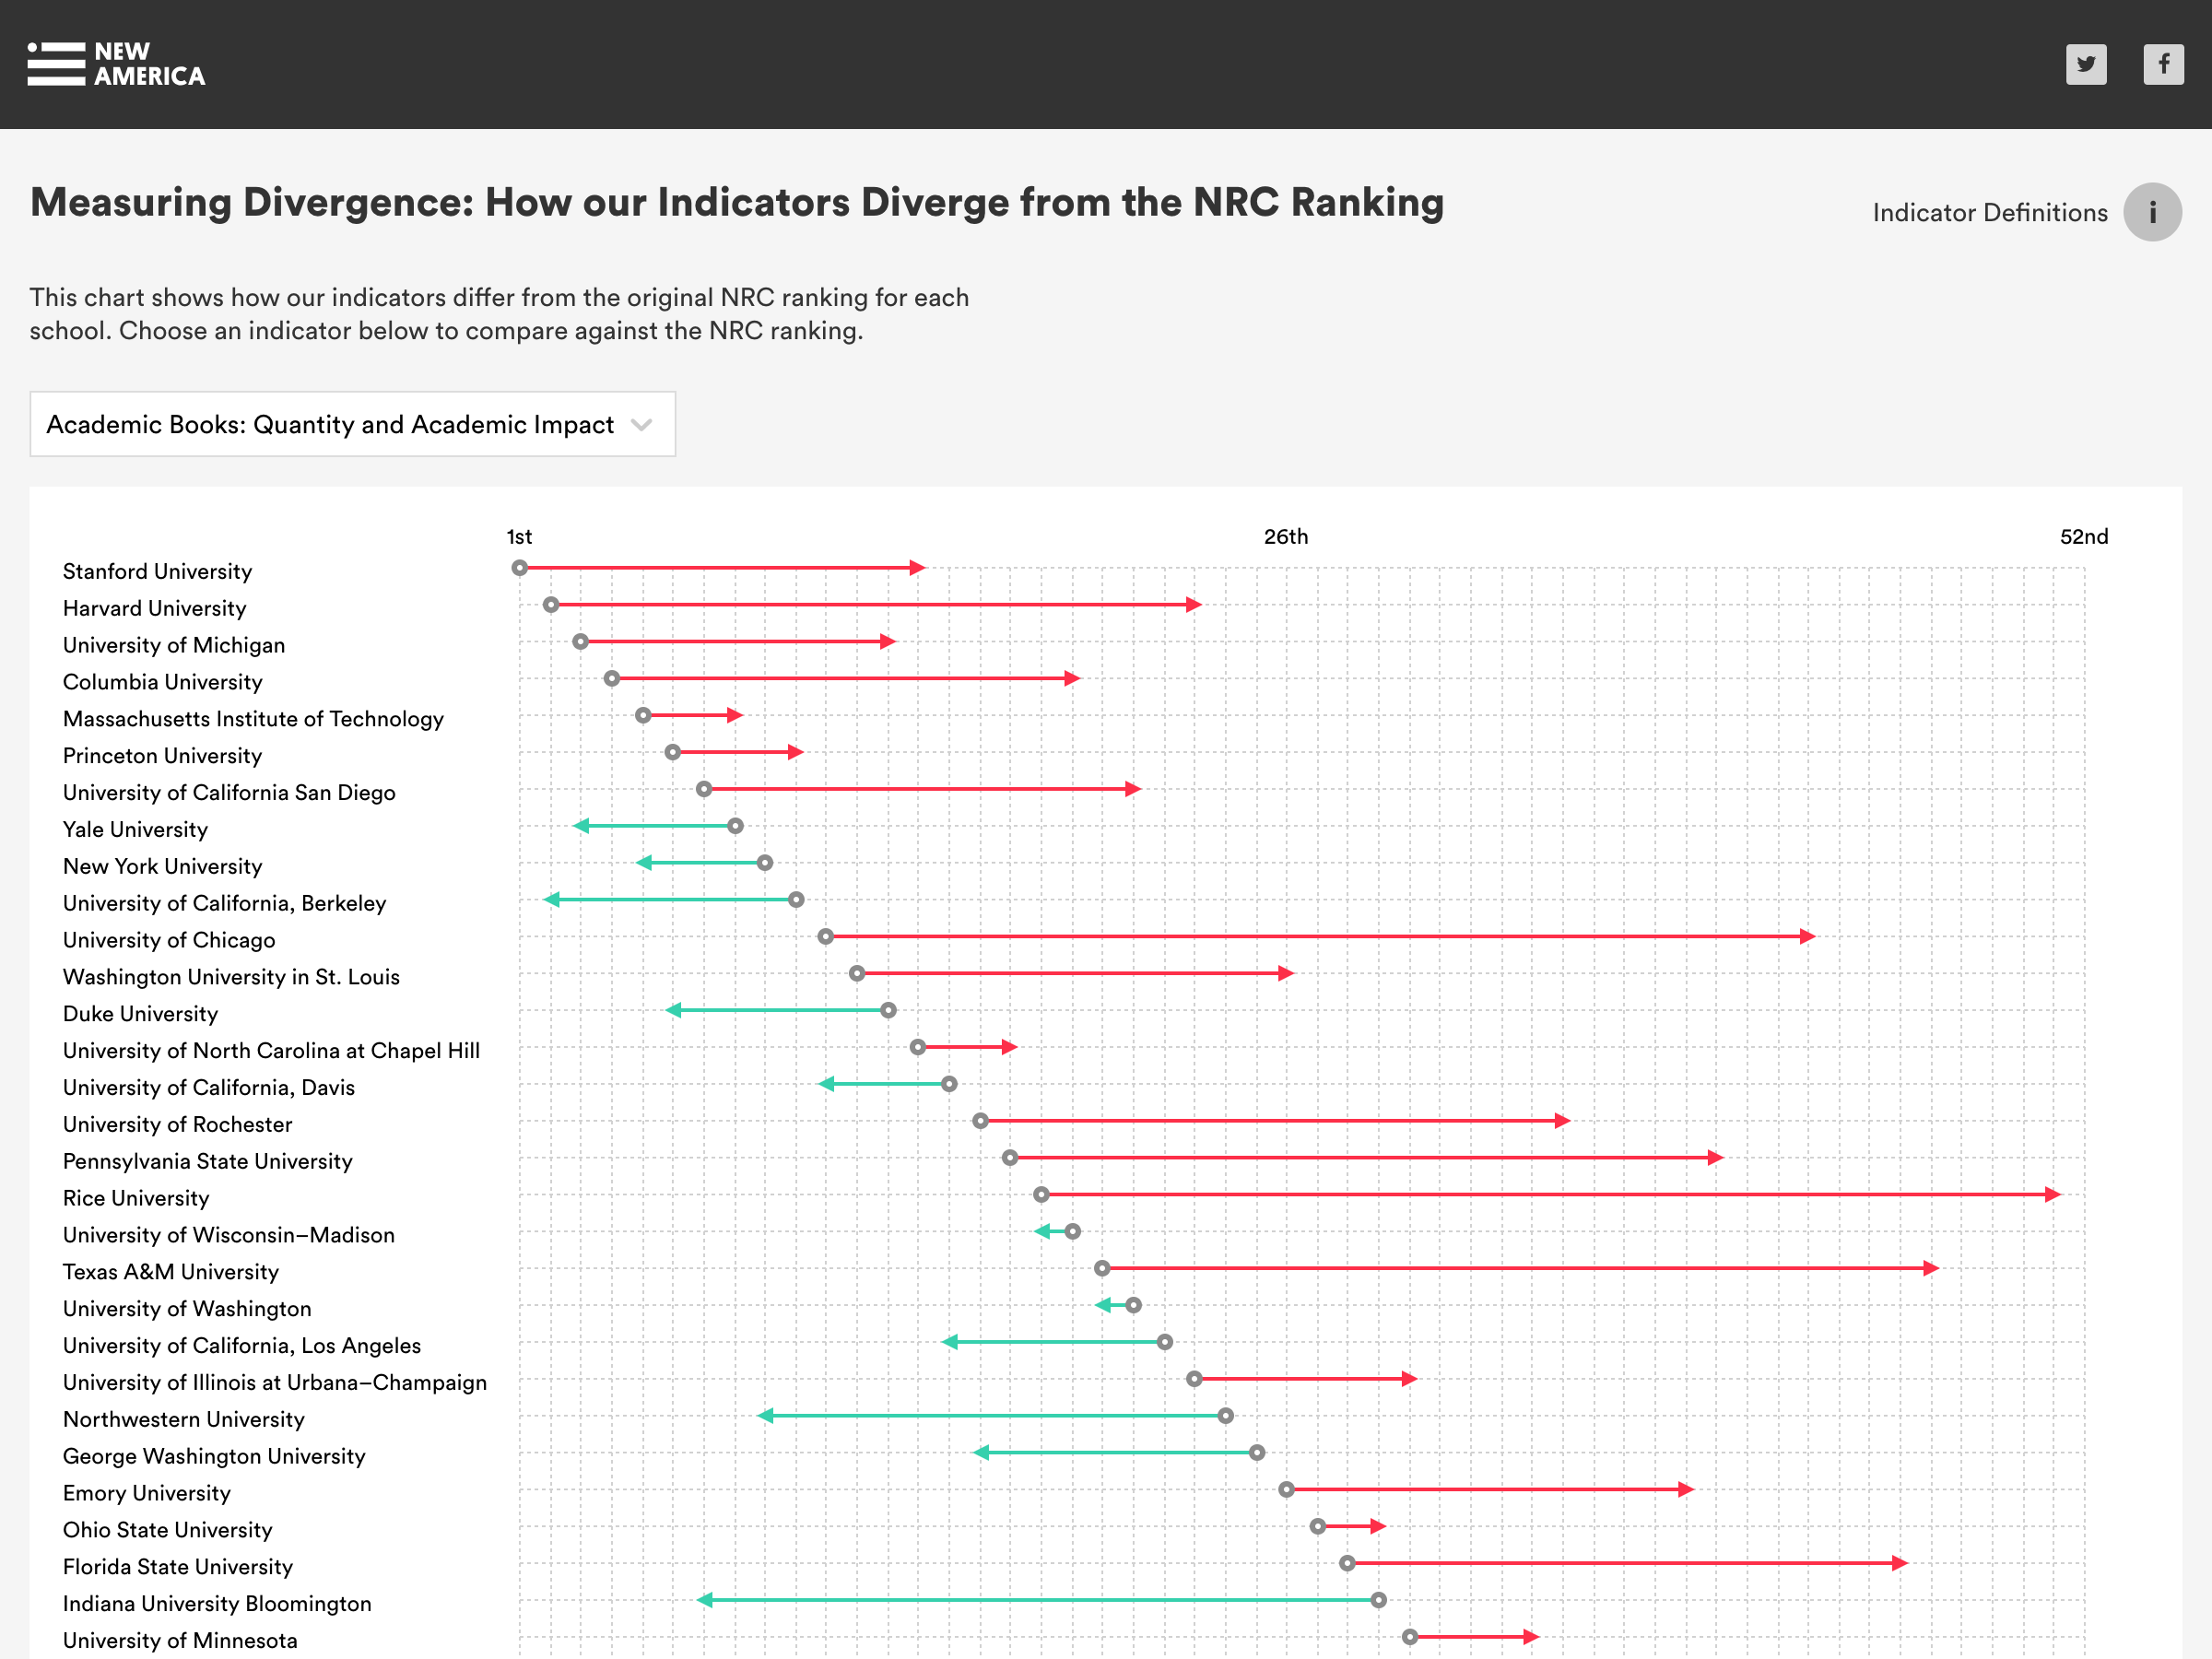 NEW
AMERICA
Measuring Divergence: How our Indicators Diverge from the NRC Ranking
Indicator Definitions i
This chart shows how our indicators differ from the original NRC ranking for each
school. Choose an indicator below to compare against the NRC ranking.
Academic Books: Quantity and Academic Impact
1st 26th 52nd
Stanford University
Harvard University
University of Michigan
Columbia University
Massachusetts Institute of Technology
Princeton University
University of California San Diego
Yale University
New York University
University of California, Berkeley
University of Chicago
Washington University in St. Louis
Duke University
University of North Carolina at Chapel Hill
University of California, Davis
University of Rochester
Pennsylvania State University
Rice University
University of Wisconsin–Madison
Texas A&M University
University of Washington
University of California, Los Angeles
University of Illinois at Urbana–Champaign
Northwestern University
George Washington University
Emory University
Ohio State University
Florida State University
Indiana University Bloomington
University of Minnesota